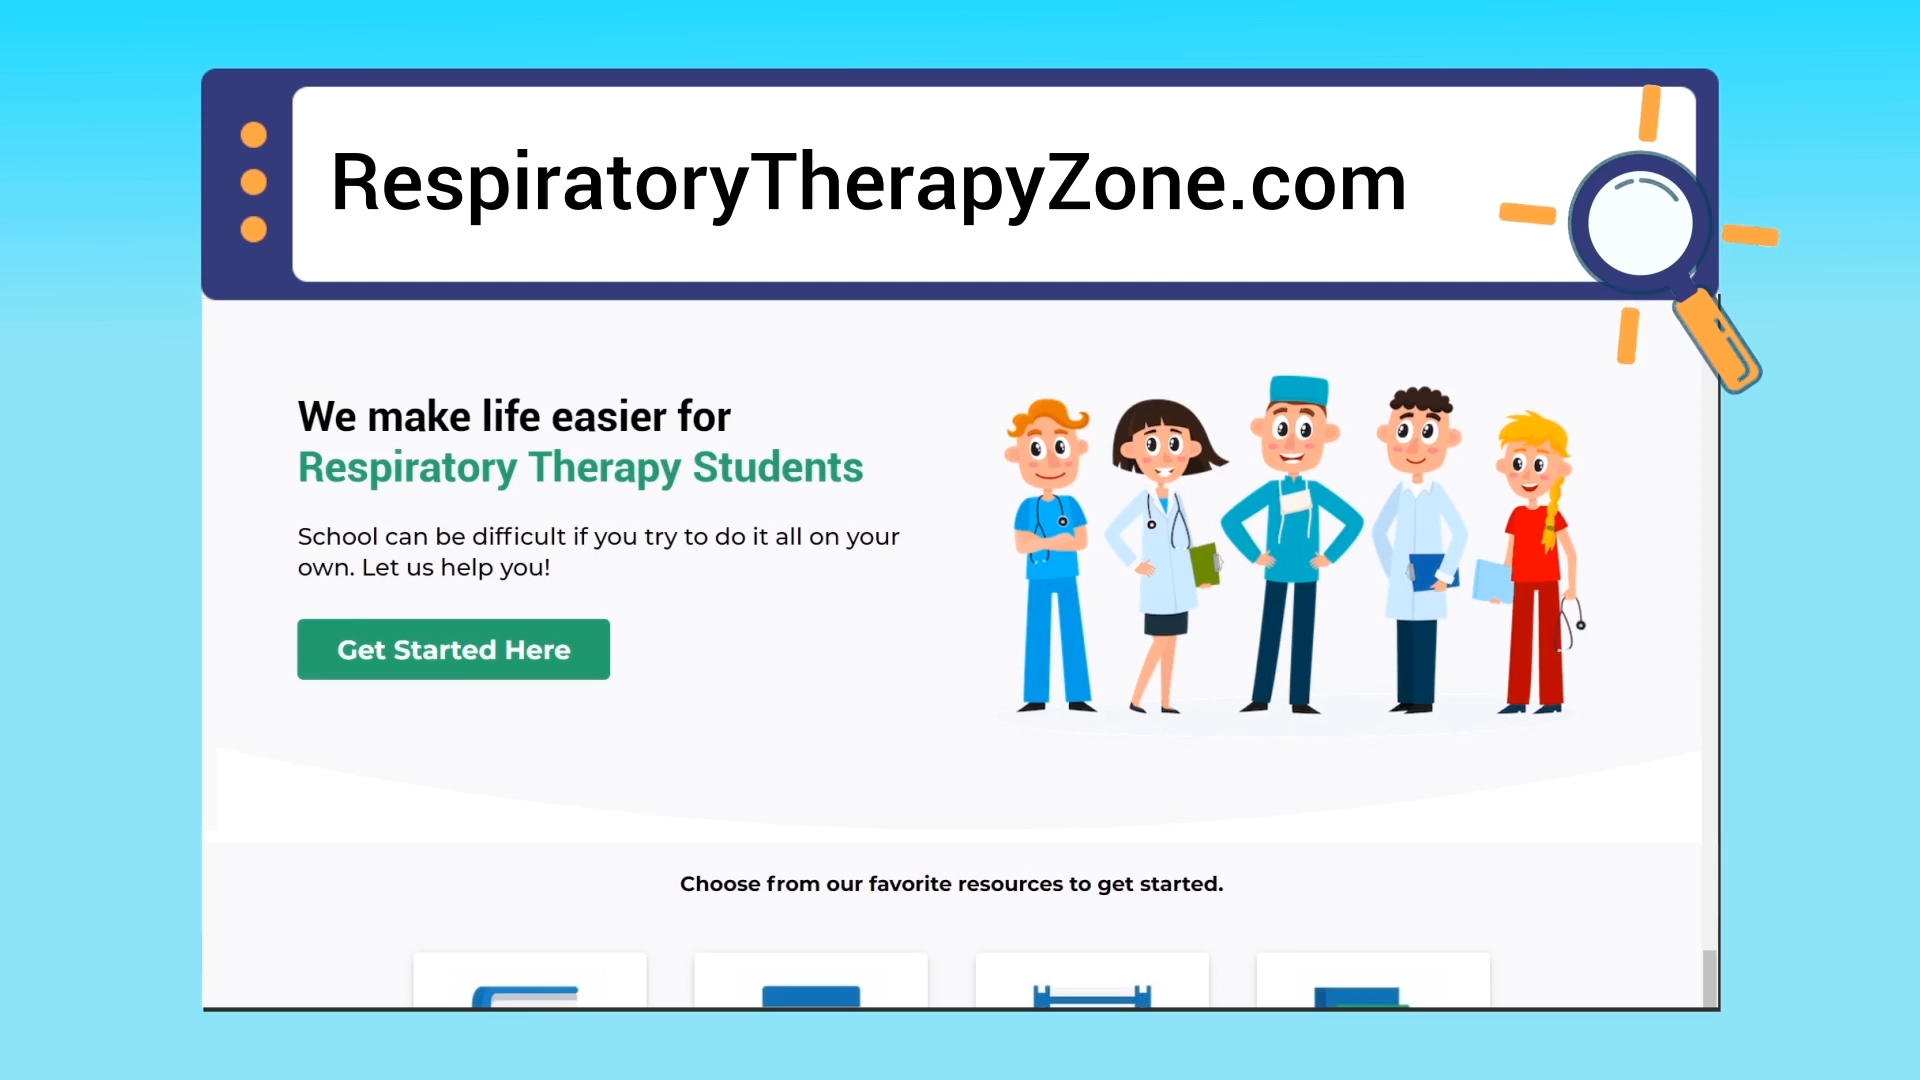 RespiratoryTherapyZone.com
We make life easier for
Respiratory Therapy Students
School can be difficult if you try to do it all on your
own. Let us help you!
Get Started Here
Choose from our favorite resources to get started.